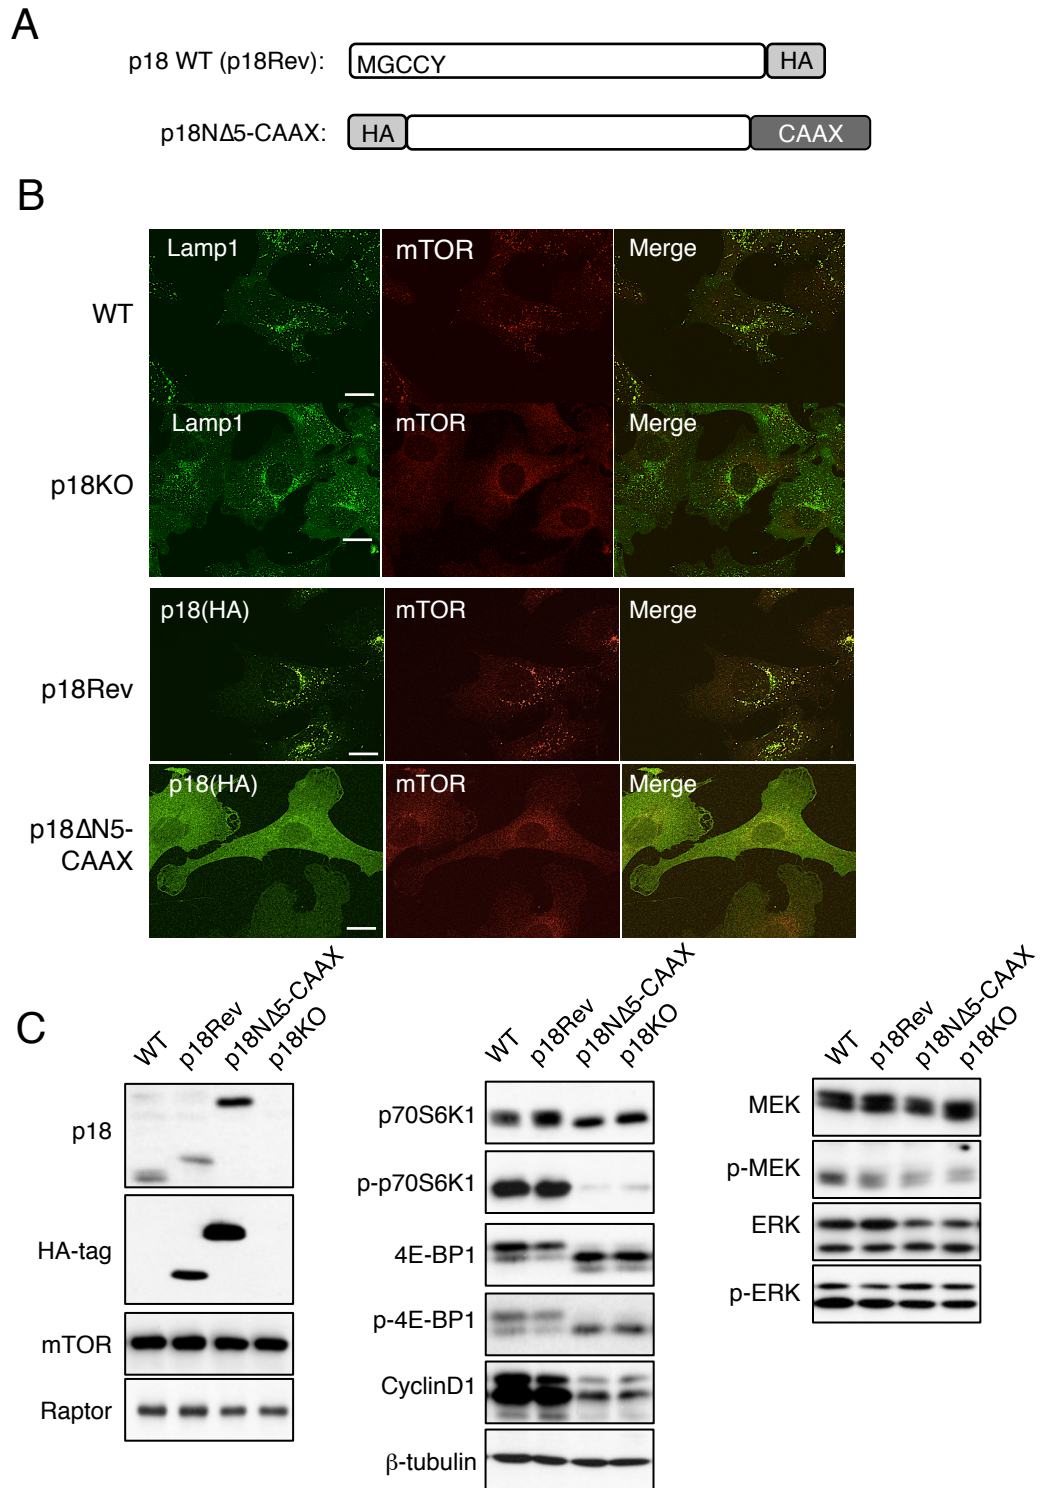 A
p18 WT (p18Rev):
MGCCY
HA
p18NΔ5-CAAX:
HA
CAAX
B
Lamp1
mTOR
Merge
WT
Lamp1
mTOR
Merge
p18KO
p18(HA)
mTOR
Merge
p18Rev
p18(HA)
mTOR
Merge
p18ΔN5-
CAAX
C
WT
p18Rev
p18NΔ5-CAAX
p18KO
p18
HA-tag
mTOR
Raptor
WT
p18Rev
p18NΔ5-CAAX
p18KO
p70S6K1
p-p70S6K1
4E-BP1
p-4E-BP1
CyclinD1
β-tubulin
WT
p18Rev
p18NΔ5-CAAX
p18KO
MEK
p-MEK
ERK
p-ERK